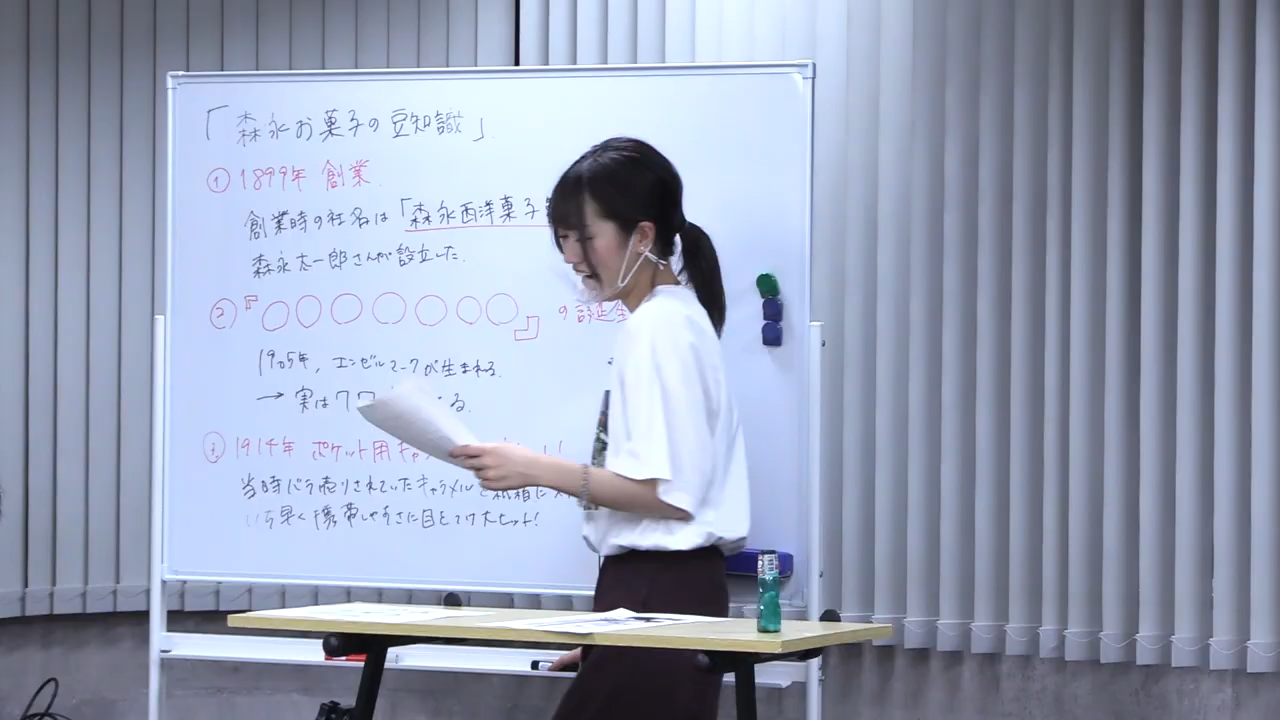 「森永お菓子の豆知識」
① 1899年 創業
創業時の社名は「森永西洋菓子
森永太一郎さんが設立した.
② 「○○○○○○○」の誕生
1905年, エンゼルマークが生まれる.
→ 実は7 る.
③ 1914年 ポケット用キャ !
当時バラ売りされていたキャラメルを紙箱に入
いち早く携帯しやすさに目をつけ大ヒット!